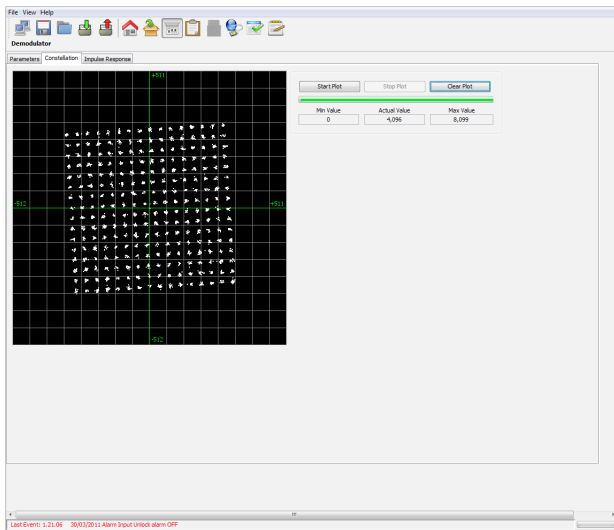 File View Help
Demodulator
Parameters Constellation Impulse Response
+511
Start Plot Stop Plot Clear Plot
Min Value Actual Value Max Value
0 4,096 8,099
-512 +511
-512
Last Event: 1.21.06 30/03/2011 Alarm Input Unlock alarm OFF